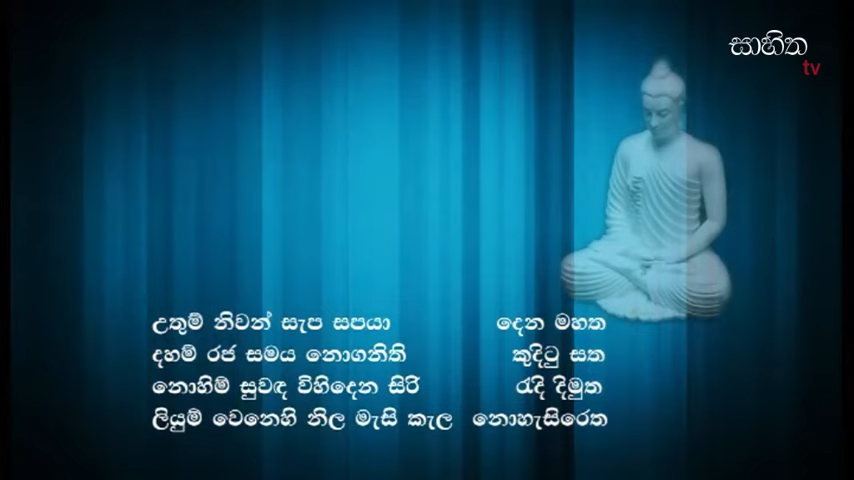 සාහිත
tv
උතුම් නිවන් සැප සපයා දෙන මහත
දහම් රජ සමය නොගනිති කුදිටු සත
නොහිම් සුවඳ විහිදෙන සිරි රැදි දිමුත
ලියුම් වෙනෙහි නිල මැසි කැල නොහැසිරෙත